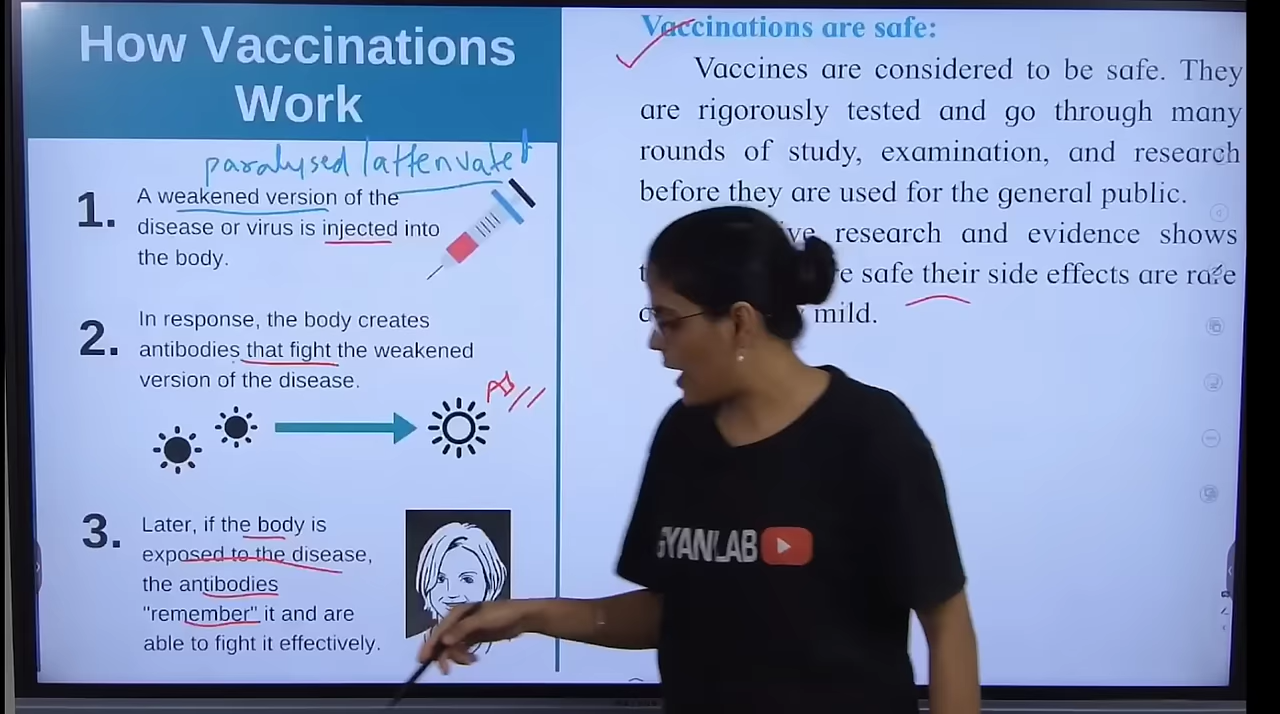 How Vaccinations
Work
paralysed /attenuated
1.
A weakened version of the
disease or virus is injected into
the body.
2.
In response, the body creates
antibodies that fight the weakened
version of the disease.
3.
Later, if the body is
exposed to the disease,
the antibodies
"remember" it and are
able to fight it effectively.
Vaccinations are safe:
Vaccines are considered to be safe. They
are rigorously tested and go through many
rounds of study, examination, and research
before they are used for the general public.
research and evidence shows
safe their side effects are rare
mild.
GYANLAB